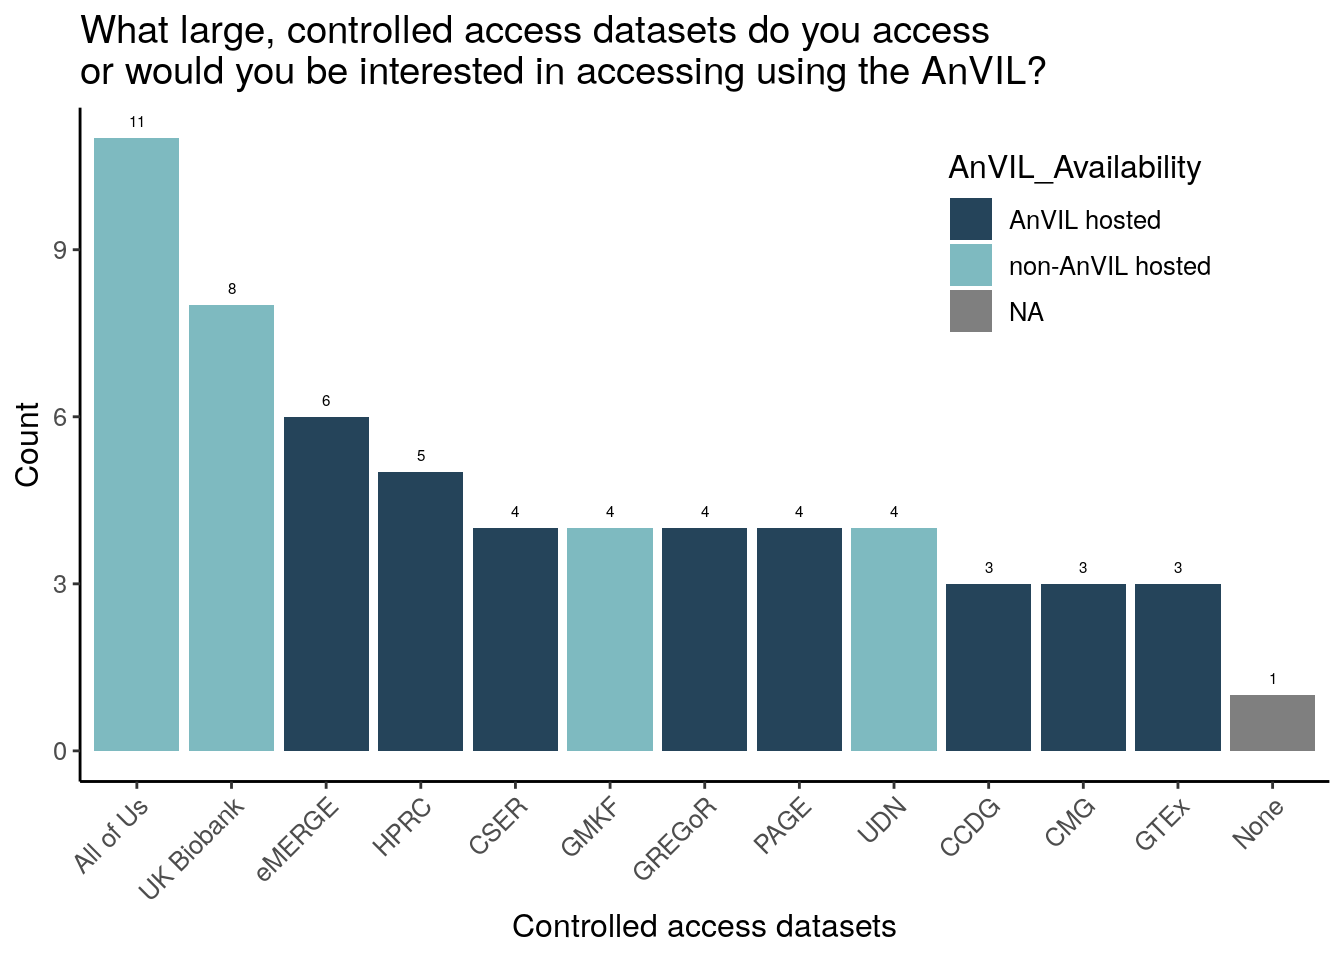 What large, controlled access datasets do you access
or would you be interested in accessing using the AnVIL?
AnVIL_Availability
AnVIL hosted
non-AnVIL hosted
NA
Count
9
6
3
0
11
8
6
5
4
4
4
4
4
3
3
3
1
All of Us
UK Biobank
eMERGE
HPRC
CSER
GMKF
GREGoR
PAGE
UDN
CCDG
CMG
GTEx
None
Controlled access datasets